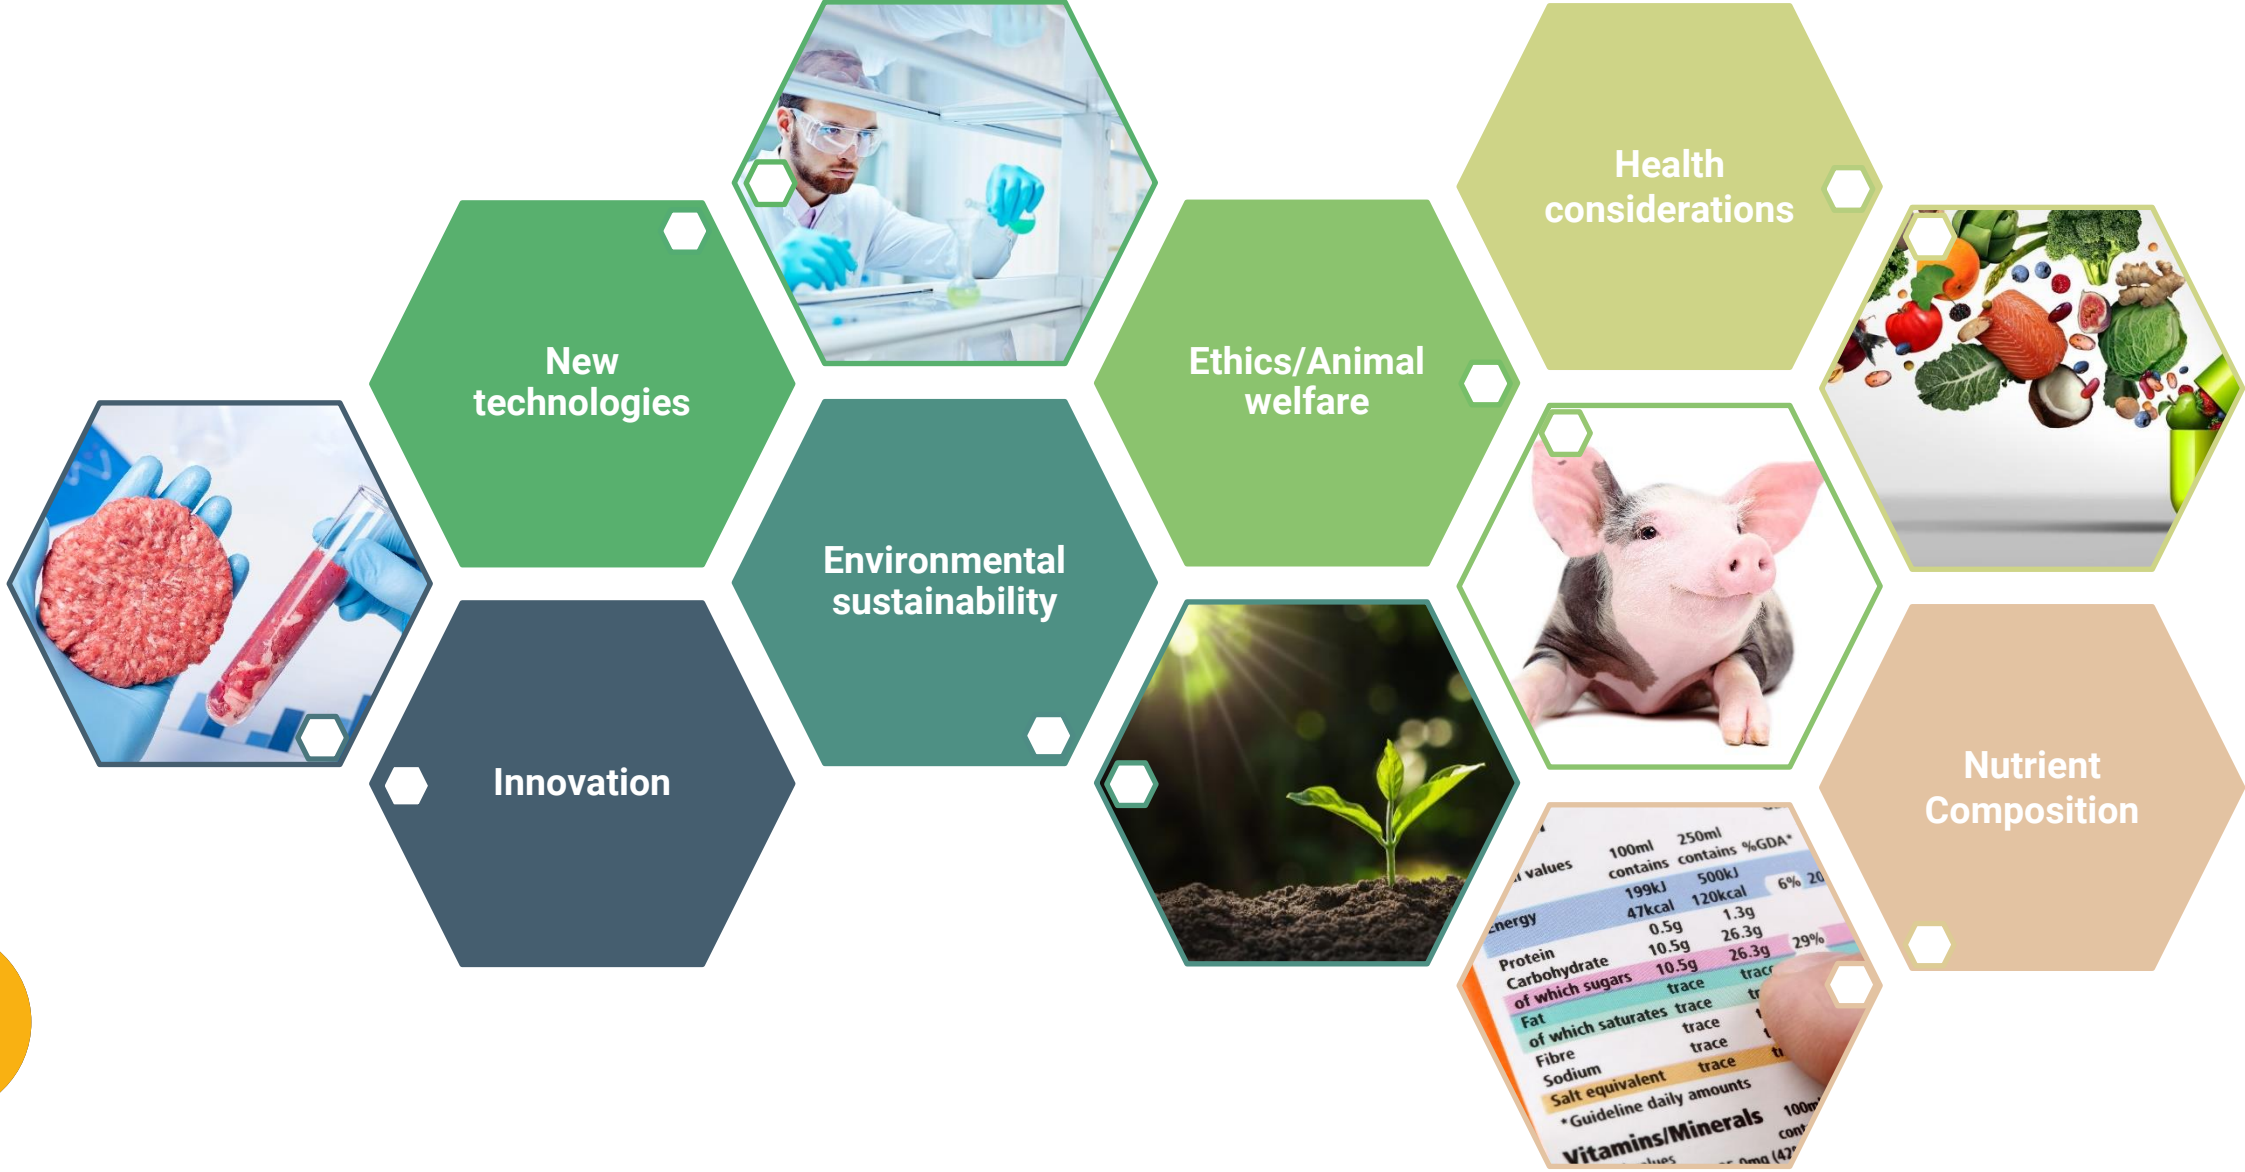 Health
considerations
New
technologies
Ethics/Animal
welfare
Environmental
sustainability
Innovation
Nutrient
Composition
values
100ml
250ml
contains
contains
%GDA*
199kJ
500kJ
47kcal
120kcal
6%
20
Protein
0.5g
1.3g
Carbohydrate
10.5g
26.3g
of which sugars
10.5g
26.3g
29%
Fat
trace
of which saturates
trace
Fibre
trace
Sodium
trace
Salt equivalent
trace
*Guideline daily amounts
Vitamins/Minerals